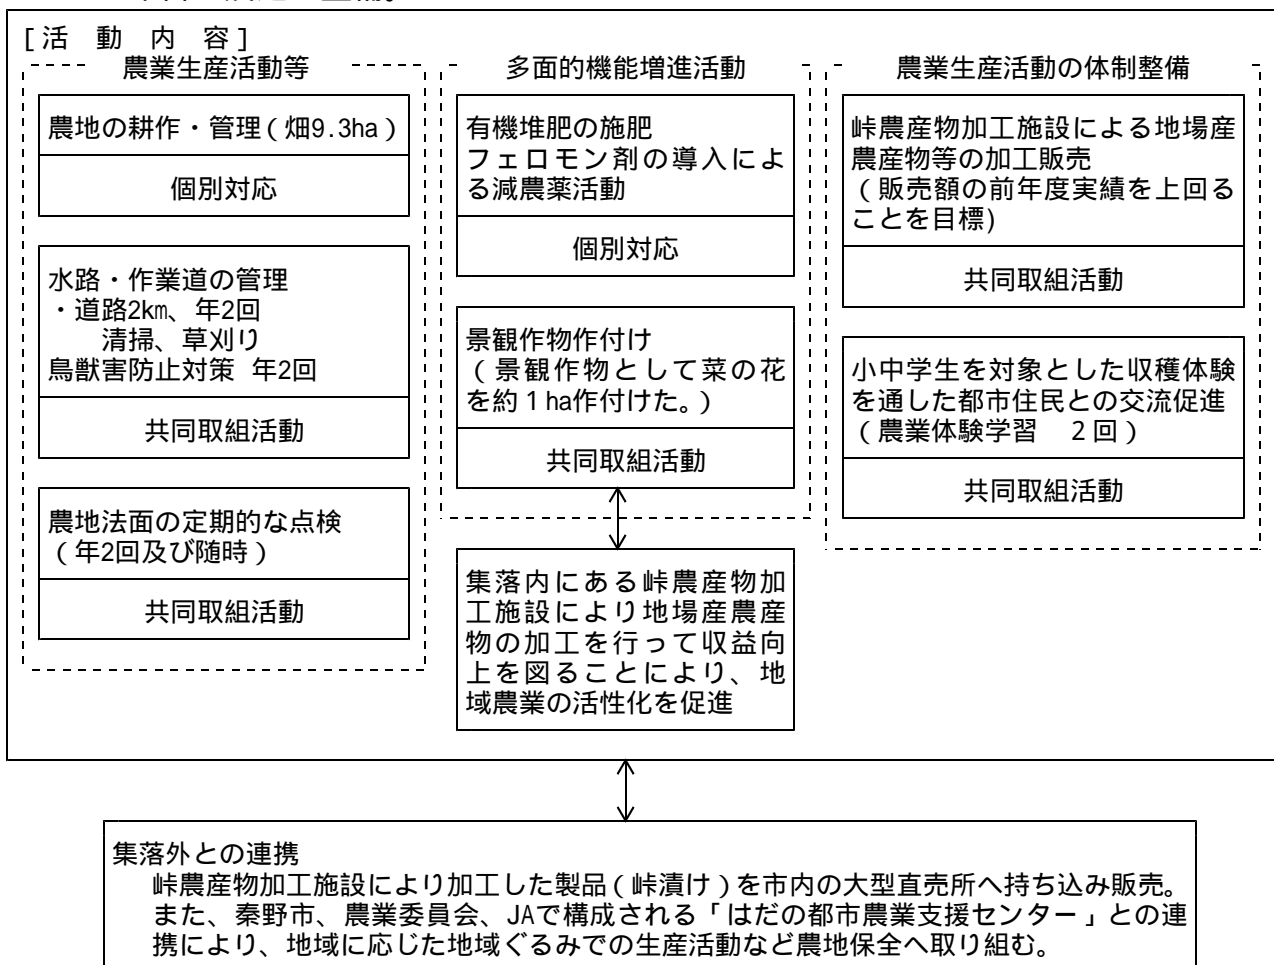 [活　動　内　容]
農業生産活動等
農地の耕作・管理（畑9.3ha）
個別対応
水路・作業道の管理
・道路2㎞、年2回
清掃、草刈り
鳥獣害防止対策 年2回
共同取組活動
農地法面の定期的な点検
（年2回及び随時）
共同取組活動
多面的機能増進活動
有機堆肥の施肥
フェロモン剤の導入によ
る減農薬活動
個別対応
景観作物作付け
（景観作物として菜の花
を約１ha作付けた。）
共同取組活動
集落内にある峠農産物加
工施設により地場産農産
物の加工を行って収益向
上を図ることにより、地
域農業の活性化を促進
農業生産活動の体制整備
峠農産物加工施設による地場産
農産物等の加工販売
（販売額の前年度実績を上回る
ことを目標)
共同取組活動
小中学生を対象とした収穫体験
を通した都市住民との交流促進
（農業体験学習　２回）
共同取組活動
集落外との連携
峠農産物加工施設により加工した製品（峠漬け）を市内の大型直売所へ持ち込み販売。
また、秦野市、農業委員会、JAで構成される「はだの都市農業支援センター」との連
携により、地域に応じた地域ぐるみでの生産活動など農地保全へ取り組む。